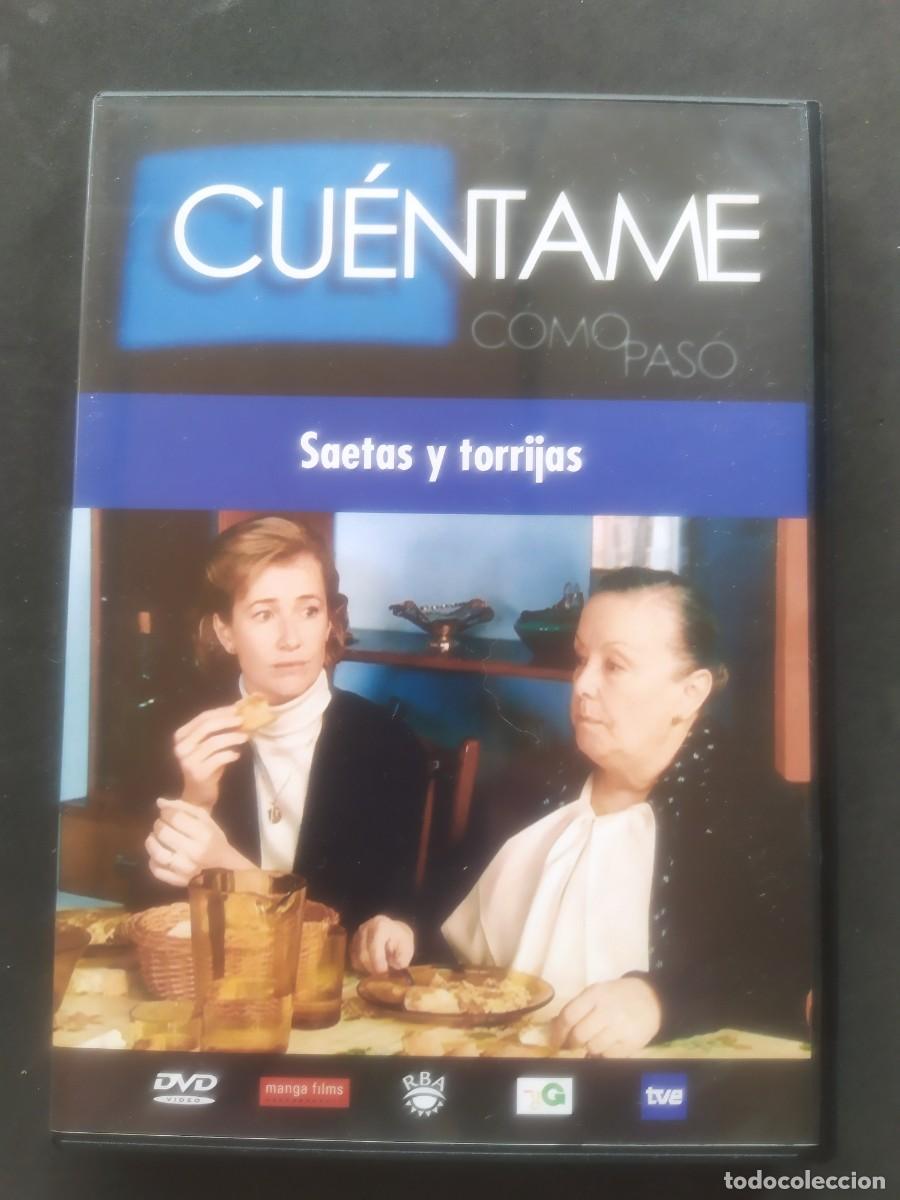 CUÉNTAME
CÓMO
PASÓ
Saetas y torrijas
DVD
VIDEO
manga films
RBA
G
tve
todocoleccion